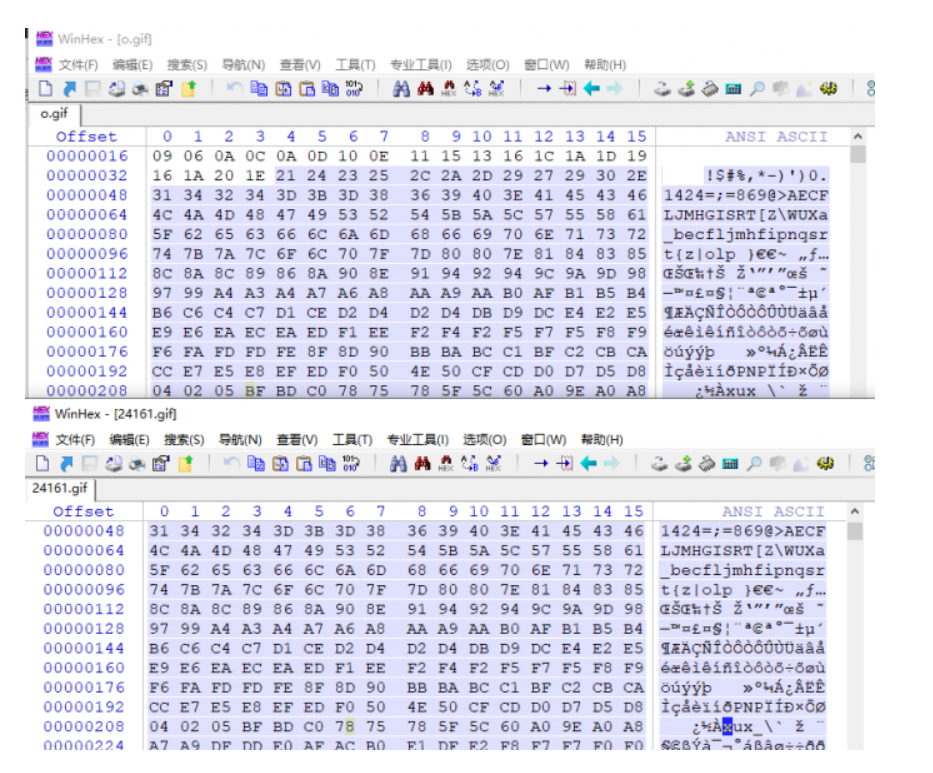 WinHex - [o.gif]
文件(F) 编辑(E) 搜索(S) 导航(N) 查看(V) 工具(T) 专业工具(I) 选项(O) 窗口(W) 帮助(H)
o.gif
Offset 0 1 2 3 4 5 6 7 8 9 10 11 12 13 14 15 ANSI ASCII
00000016 09 06 0A 0C 0A 0D 10 0E 11 15 13 16 1C 1A 1D 19
00000032 16 1A 20 1E 21 24 23 25 2C 2A 2D 29 27 29 30 2E !$#%,*-)')0.
00000048 31 34 32 34 3D 3B 3D 38 36 39 40 3E 41 45 43 46 1424=;=869@>AECF
00000064 4C 4A 4D 48 47 49 53 52 54 5B 5A 5C 57 55 58 61 LJMHGISRT[Z\WUXa
00000080 5F 62 65 63 66 6C 6A 6D 68 66 69 70 6E 71 73 72 _becfljmhfipnqsr
00000096 74 7B 7A 7C 6F 6C 70 7F 7D 80 80 7E 81 84 83 85 t{z|olp }€€~ „ƒ…
00000112 8C 8A 8C 89 86 8A 90 8E 91 94 92 94 9C 9A 9D 98 ŒŠŒ‰†Š Ž‘”’”œš ˜
00000128 97 99 A4 A3 A4 A7 A6 A8 AA A9 AA B0 AF B1 B5 B4 —™¤£¤§¦¨ª©ª°¯±µ´
00000144 B6 C6 C4 C7 D1 CE D2 D4 D2 D4 DB D9 DC E4 E2 E5 ¶ÆÄÇÑÎÒÔÒÔÛÙÜäâå
00000160 E9 E6 EA EC EA ED F1 EE F2 F4 F2 F5 F7 F5 F8 F9 éæêìêíñîòôòõ÷õøù
00000176 F6 FA FD FD FE 8F 8D 90 BB BA BC C1 BF C2 CB CA öúýýþ »º¼Á¿ÂËÊ
00000192 CC E7 E5 E8 EF ED F0 50 4E 50 CF CD D0 D7 D5 D8 ÌçåèïíðPNPÏÍÐ×ÕØ
00000208 04 02 05 BF BD C0 78 75 78 5F 5C 60 A0 9E A0 A8 ¿½Àxux_\` ž ¨
WinHex - [24161.gif]
文件(F) 编辑(E) 搜索(S) 导航(N) 查看(V) 工具(T) 专业工具(I) 选项(O) 窗口(W) 帮助(H)
24161.gif
Offset 0 1 2 3 4 5 6 7 8 9 10 11 12 13 14 15 ANSI ASCII
00000048 31 34 32 34 3D 3B 3D 38 36 39 40 3E 41 45 43 46 1424=;=869@>AECF
00000064 4C 4A 4D 48 47 49 53 52 54 5B 5A 5C 57 55 58 61 LJMHGISRT[Z\WUXa
00000080 5F 62 65 63 66 6C 6A 6D 68 66 69 70 6E 71 73 72 _becfljmhfipnqsr
00000096 74 7B 7A 7C 6F 6C 70 7F 7D 80 80 7E 81 84 83 85 t{z|olp }€€~ „ƒ…
00000112 8C 8A 8C 89 86 8A 90 8E 91 94 92 94 9C 9A 9D 98 ŒŠŒ‰†Š Ž‘”’”œš ˜
00000128 97 99 A4 A3 A4 A7 A6 A8 AA A9 AA B0 AF B1 B5 B4 —™¤£¤§¦¨ª©ª°¯±µ´
00000144 B6 C6 C4 C7 D1 CE D2 D4 D2 D4 DB D9 DC E4 E2 E5 ¶ÆÄÇÑÎÒÔÒÔÛÙÜäâå
00000160 E9 E6 EA EC EA ED F1 EE F2 F4 F2 F5 F7 F5 F8 F9 éæêìêíñîòôòõ÷õøù
00000176 F6 FA FD FD FE 8F 8D 90 BB BA BC C1 BF C2 CB CA öúýýþ »º¼Á¿ÂËÊ
00000192 CC E7 E5 E8 EF ED F0 50 4E 50 CF CD D0 D7 D5 D8 ÌçåèïíðPNPÏÍÐ×ÕØ
00000208 04 02 05 BF BD C0 78 75 78 5F 5C 60 A0 9E A0 A8 ¿½Àxux_\` ž ¨
00000224 A7 A9 DF DD E0 AF AC B0 E1 DF E2 F8 F7 F7 F0 F0 §©ßÝà¯¬°áßâø÷÷ðð